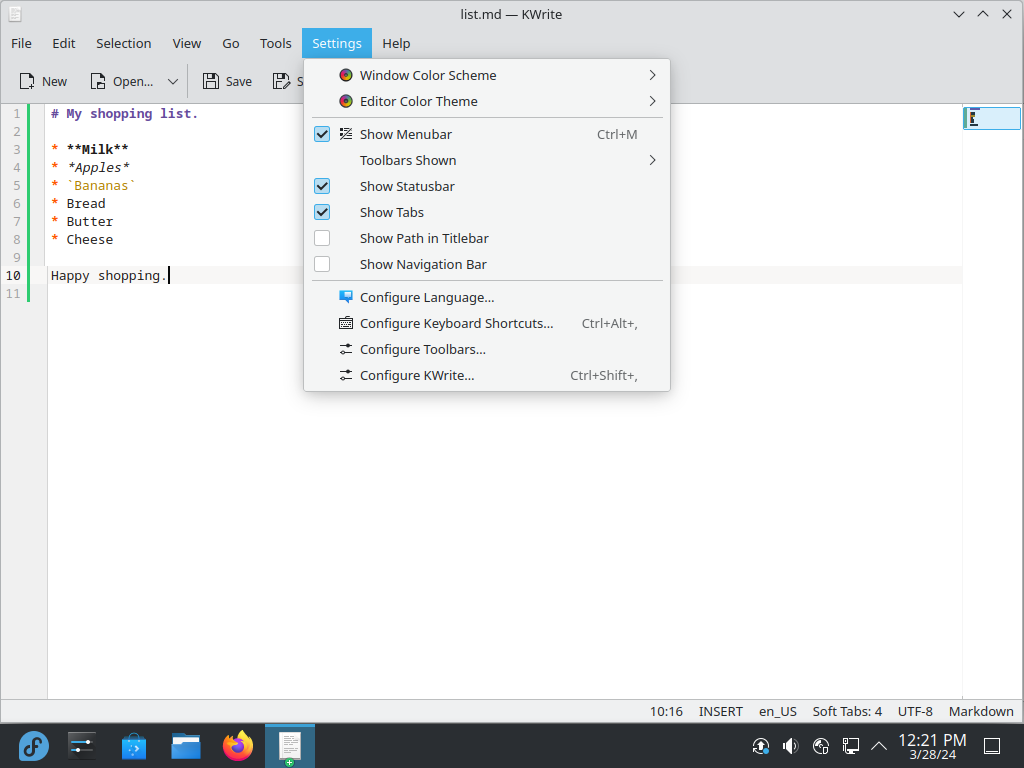 list.md — KWrite
File Edit Selection View Go Tools Settings Help
New Open... Save S
Window Color Scheme
Editor Color Theme
Show Menubar Ctrl+M
Toolbars Shown
Show Statusbar
Show Tabs
Show Path in Titlebar
Show Navigation Bar
Configure Language...
Configure Keyboard Shortcuts... Ctrl+Alt+,
Configure Toolbars...
Configure KWrite... Ctrl+Shift+,
1 # My shopping list.
2
3 * **Milk**
4 * *Apples*
5 * `Bananas`
6 * Bread
7 * Butter
8 * Cheese
9
10 Happy shopping.
11
10:16 INSERT en_US Soft Tabs: 4 UTF-8 Markdown
12:21 PM
3/28/24